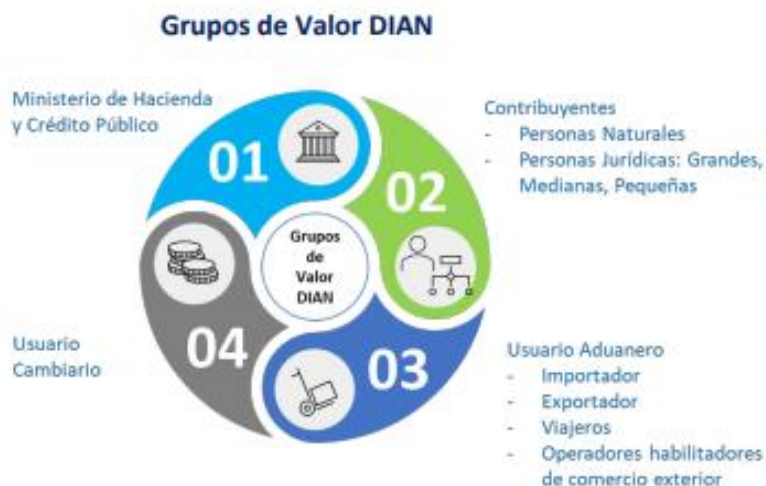 Grupos de Valor DIAN
Ministerio de Hacienda
y Crédito Público
01
Contribuyentes
- Personas Naturales
- Personas Jurídicas: Grandes,
Medianas, Pequeñas
02
Grupos
de
Valor
DIAN
Usuario
Cambiario
04
03
Usuario Aduanero
- Importador
- Exportador
- Viajeros
- Operadores habilitadores
de comercio exterior